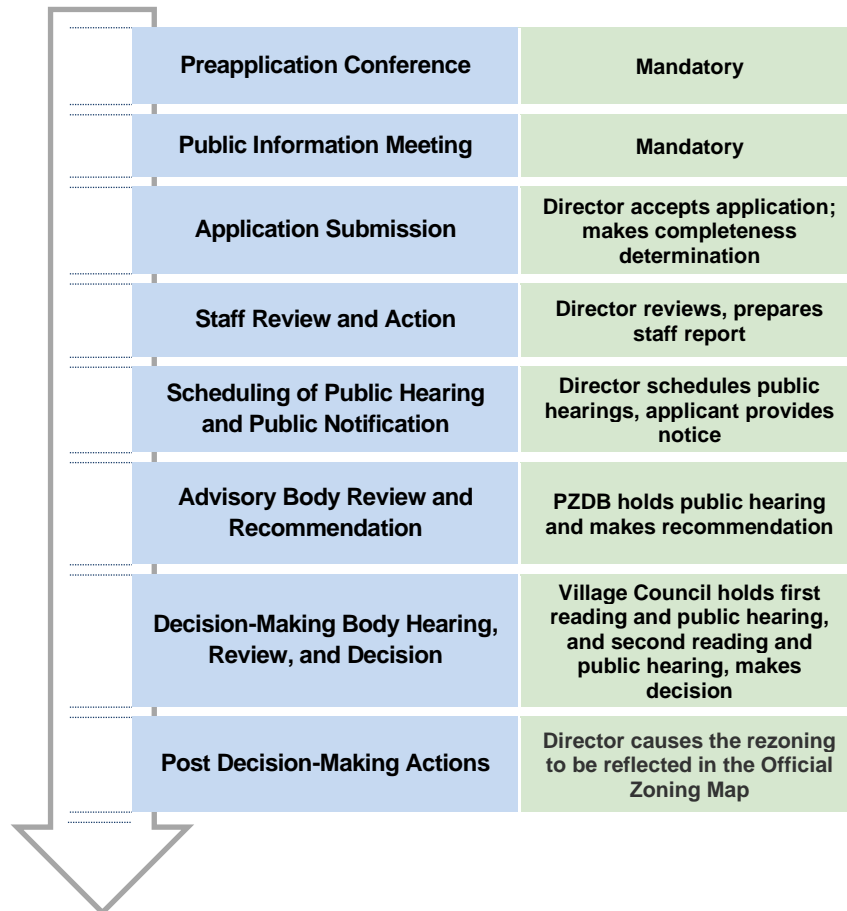 Preapplication Conference
Mandatory
Public Information Meeting
Mandatory
Application Submission
Director accepts application;
makes completeness
determination
Staff Review and Action
Director reviews, prepares
staff report
Scheduling of Public Hearing
and Public Notification
Director schedules public
hearings, applicant provides
notice
Advisory Body Review and
Recommendation
PZDB holds public hearing
and makes recommendation
Decision-Making Body Hearing,
Review, and Decision
Village Council holds first
reading and public hearing,
and second reading and
public hearing, makes
decision
Post Decision-Making Actions
Director causes the rezoning
to be reflected in the Official
Zoning Map